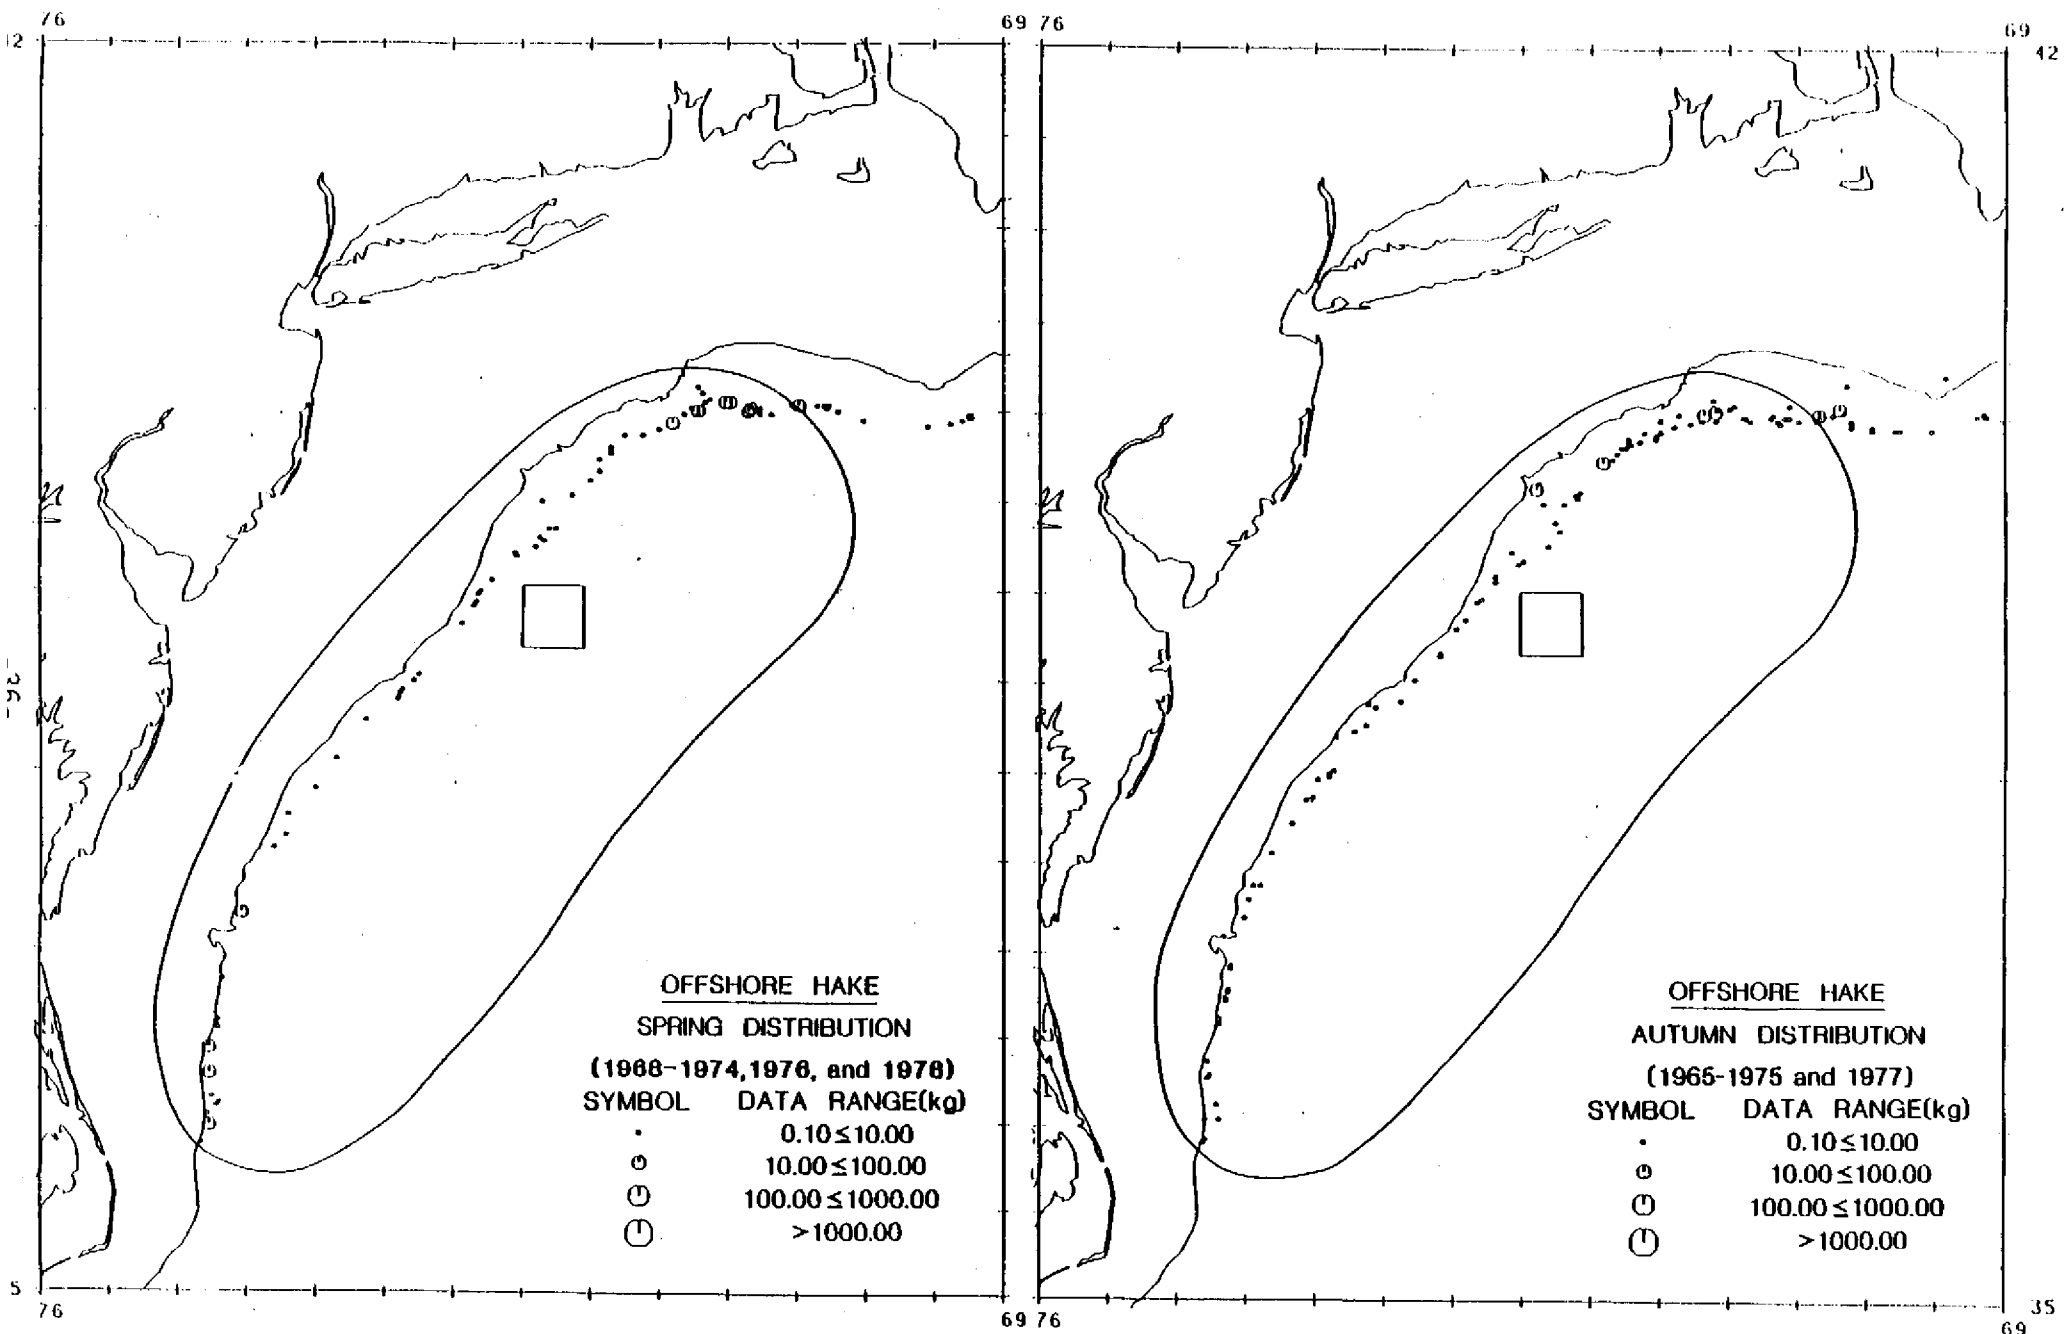 76
69 76
69
12
42
-26-
OFFSHORE HAKE
SPRING DISTRIBUTION
(1968-1974,1976, and 1978)
SYMBOL DATA RANGE(kg)
0.10≤10.00
10.00≤100.00
100.00≤1000.00
>1000.00
OFFSHORE HAKE
AUTUMN DISTRIBUTION
(1965-1975 and 1977)
SYMBOL DATA RANGE(kg)
0.10≤10.00
10.00≤100.00
100.00≤1000.00
>1000.00
5
35
76
69 76
69